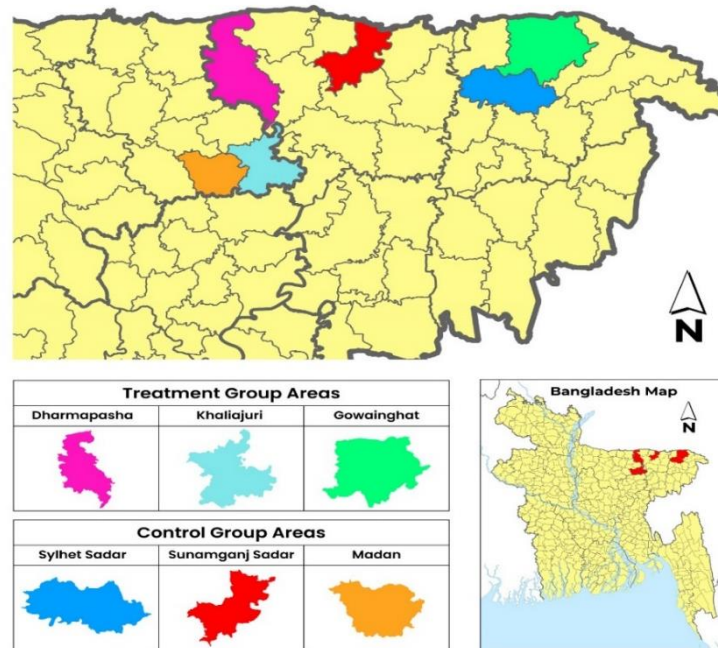 N
Treatment Group Areas
Dharmapasha Khaliajuri Gowainghat
Control Group Areas
Sylhet Sadar Sunamganj Sadar Madan
Bangladesh Map
N